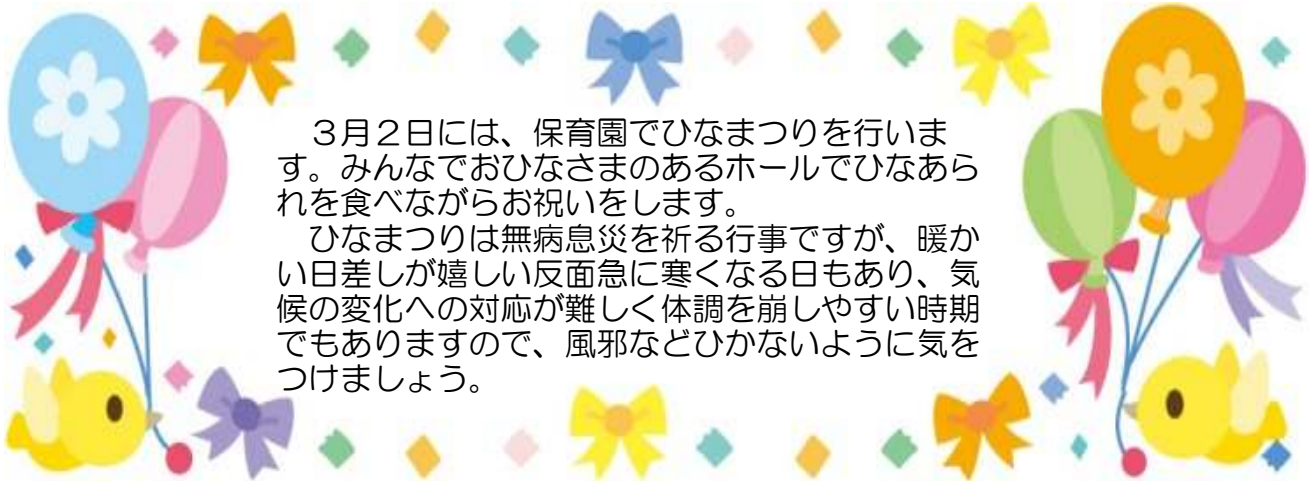 ３月２日には、保育園でひなまつりを行いま
す。みんなでおひなさまのあるホールでひなあら
れを食べながらお祝いをします。
　ひなまつりは無病息災を祈る行事ですが、暖か
い日差しが嬉しい反面急に寒くなる日もあり、気
候の変化への対応が難しく体調を崩しやすい時期
でもありますので、風邪などひかないように気を
つけましょう。